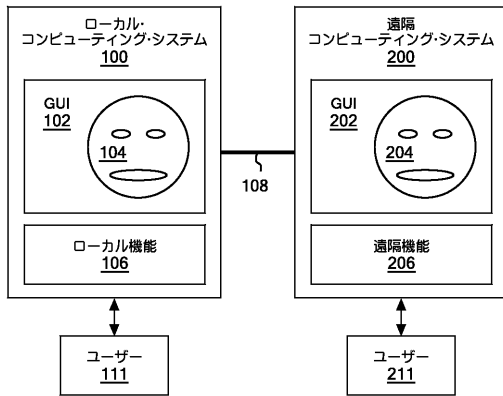 ローカル・
コンピューティング・システム
100
GUI
102
104
ローカル機能
106
ユーザー
111
108
遠隔
コンピューティング・システム
200
GUI
202
204
遠隔機能
206
ユーザー
211